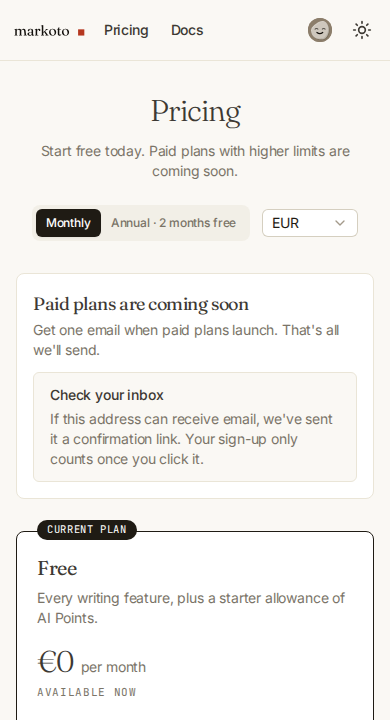 markoto
Pricing
Docs
Pricing
Start free today. Paid plans with higher limits are
coming soon.
Monthly
Annual · 2 months free
EUR
Paid plans are coming soon
Get one email when paid plans launch. That's all
we'll send.
Check your inbox
If this address can receive email, we've sent
it a confirmation link. Your sign-up only
counts once you click it.
CURRENT PLAN
Free
Every writing feature, plus a starter allowance of
AI Points.
€0 per month
AVAILABLE NOW